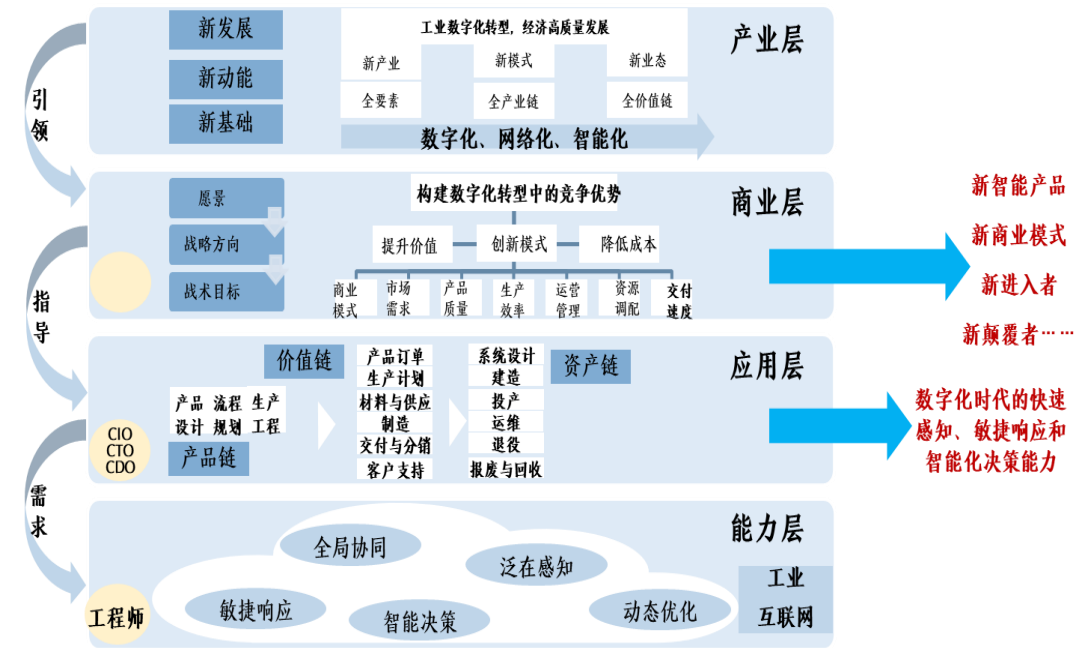 新发展
新动能
新基础
工业数字化转型，经济高质量发展
新产业
新模式
新业态
全要素
全产业链
全价值链
数字化、网络化、智能化
产业层
引
领
愿景
战略方向
战术目标
构建数字化转型中的竞争优势
提升价值
创新模式
降低成本
商业
模式
市场
需求
产品
质量
生产
效率
运营
管理
资源
调配
交付
速度
商业层
新智能产品
新商业模式
新进入者
新颠覆者……
指
导
价值链
产品
设计
流程
规划
生产
工程
产品链
产品订单
生产计划
材料与供应
制造
交付与分销
客户支持
系统设计
建造
投产
运维
退役
报废与回收
资产链
应用层
CIO
CTO
CDO
数字化时代的快速
感知、敏捷响应和
智能化决策能力
需
求
工程师
全局协同
泛在感知
敏捷响应
智能决策
动态优化
能力层
工业
互联网